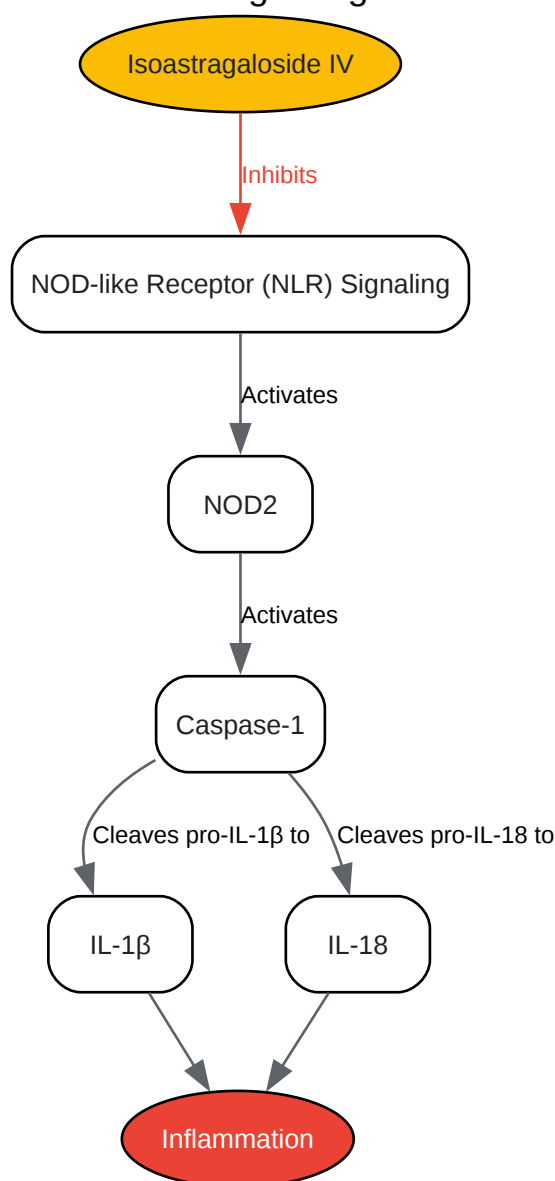 Isoastragaloside IV
Inhibits
NOD-like Receptor (NLR) Signaling
Activates
NOD2
Activates
Caspase-1
Cleaves pro-IL-1β to
Cleaves pro-IL-18 to
IL-1β
IL-18
Inflammation